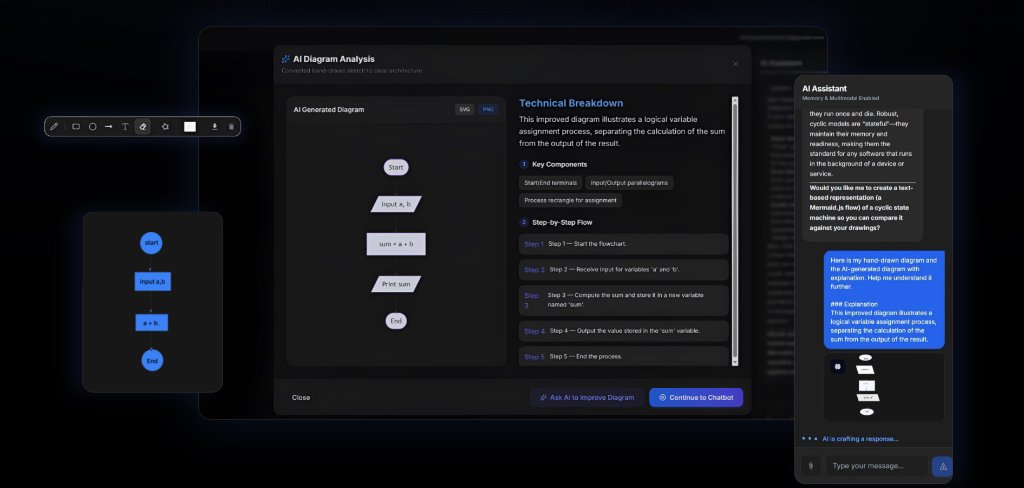 AI Diagram Analysis
Converted hand-drawn sketch to clear architecture
AI Generated Diagram
SVG
PNG
Start
Input a, b
sum = a + b
Print sum
End
Technical Breakdown
This improved diagram illustrates a logical variable
assignment process, separating the calculation of the sum
from the output of the result.
1 Key Components
Start/End terminals
Input/Output parallelograms
Process rectangle for assignment
2 Step-by-Step Flow
Step 1 Step 1 — Start the flowchart.
Step 2 Step 2 — Receive input for variables 'a' and 'b'.
Step 3 Step 3 — Compute the sum and store it in a new variable
named 'sum'.
Step 4 Step 4 — Output the value stored in the 'sum' variable.
Step 5 Step 5 — End the process.
Close
Ask AI to Improve Diagram
Continue to Chatbot
T
start
input a,b
a + b
End
AI Assistant
Memory & Multimodal Enabled
they run once and die. Robust,
cyclic models are "stateful"—they
maintain their memory and
readiness, making them the
standard for any software that runs
in the background of a device or
service.
Would you like me to create a text-
based representation (a
Mermaid.js flow) of a cyclic state
machine so you can compare it
against your drawings?
Here is my hand-drawn diagram and
the AI-generated diagram with
explanation. Help me understand it
further.
### Explanation
This improved diagram illustrates a
logical variable assignment process,
separating the calculation of the
sum from the output of the result.
AI is crafting a response...
Type your message...